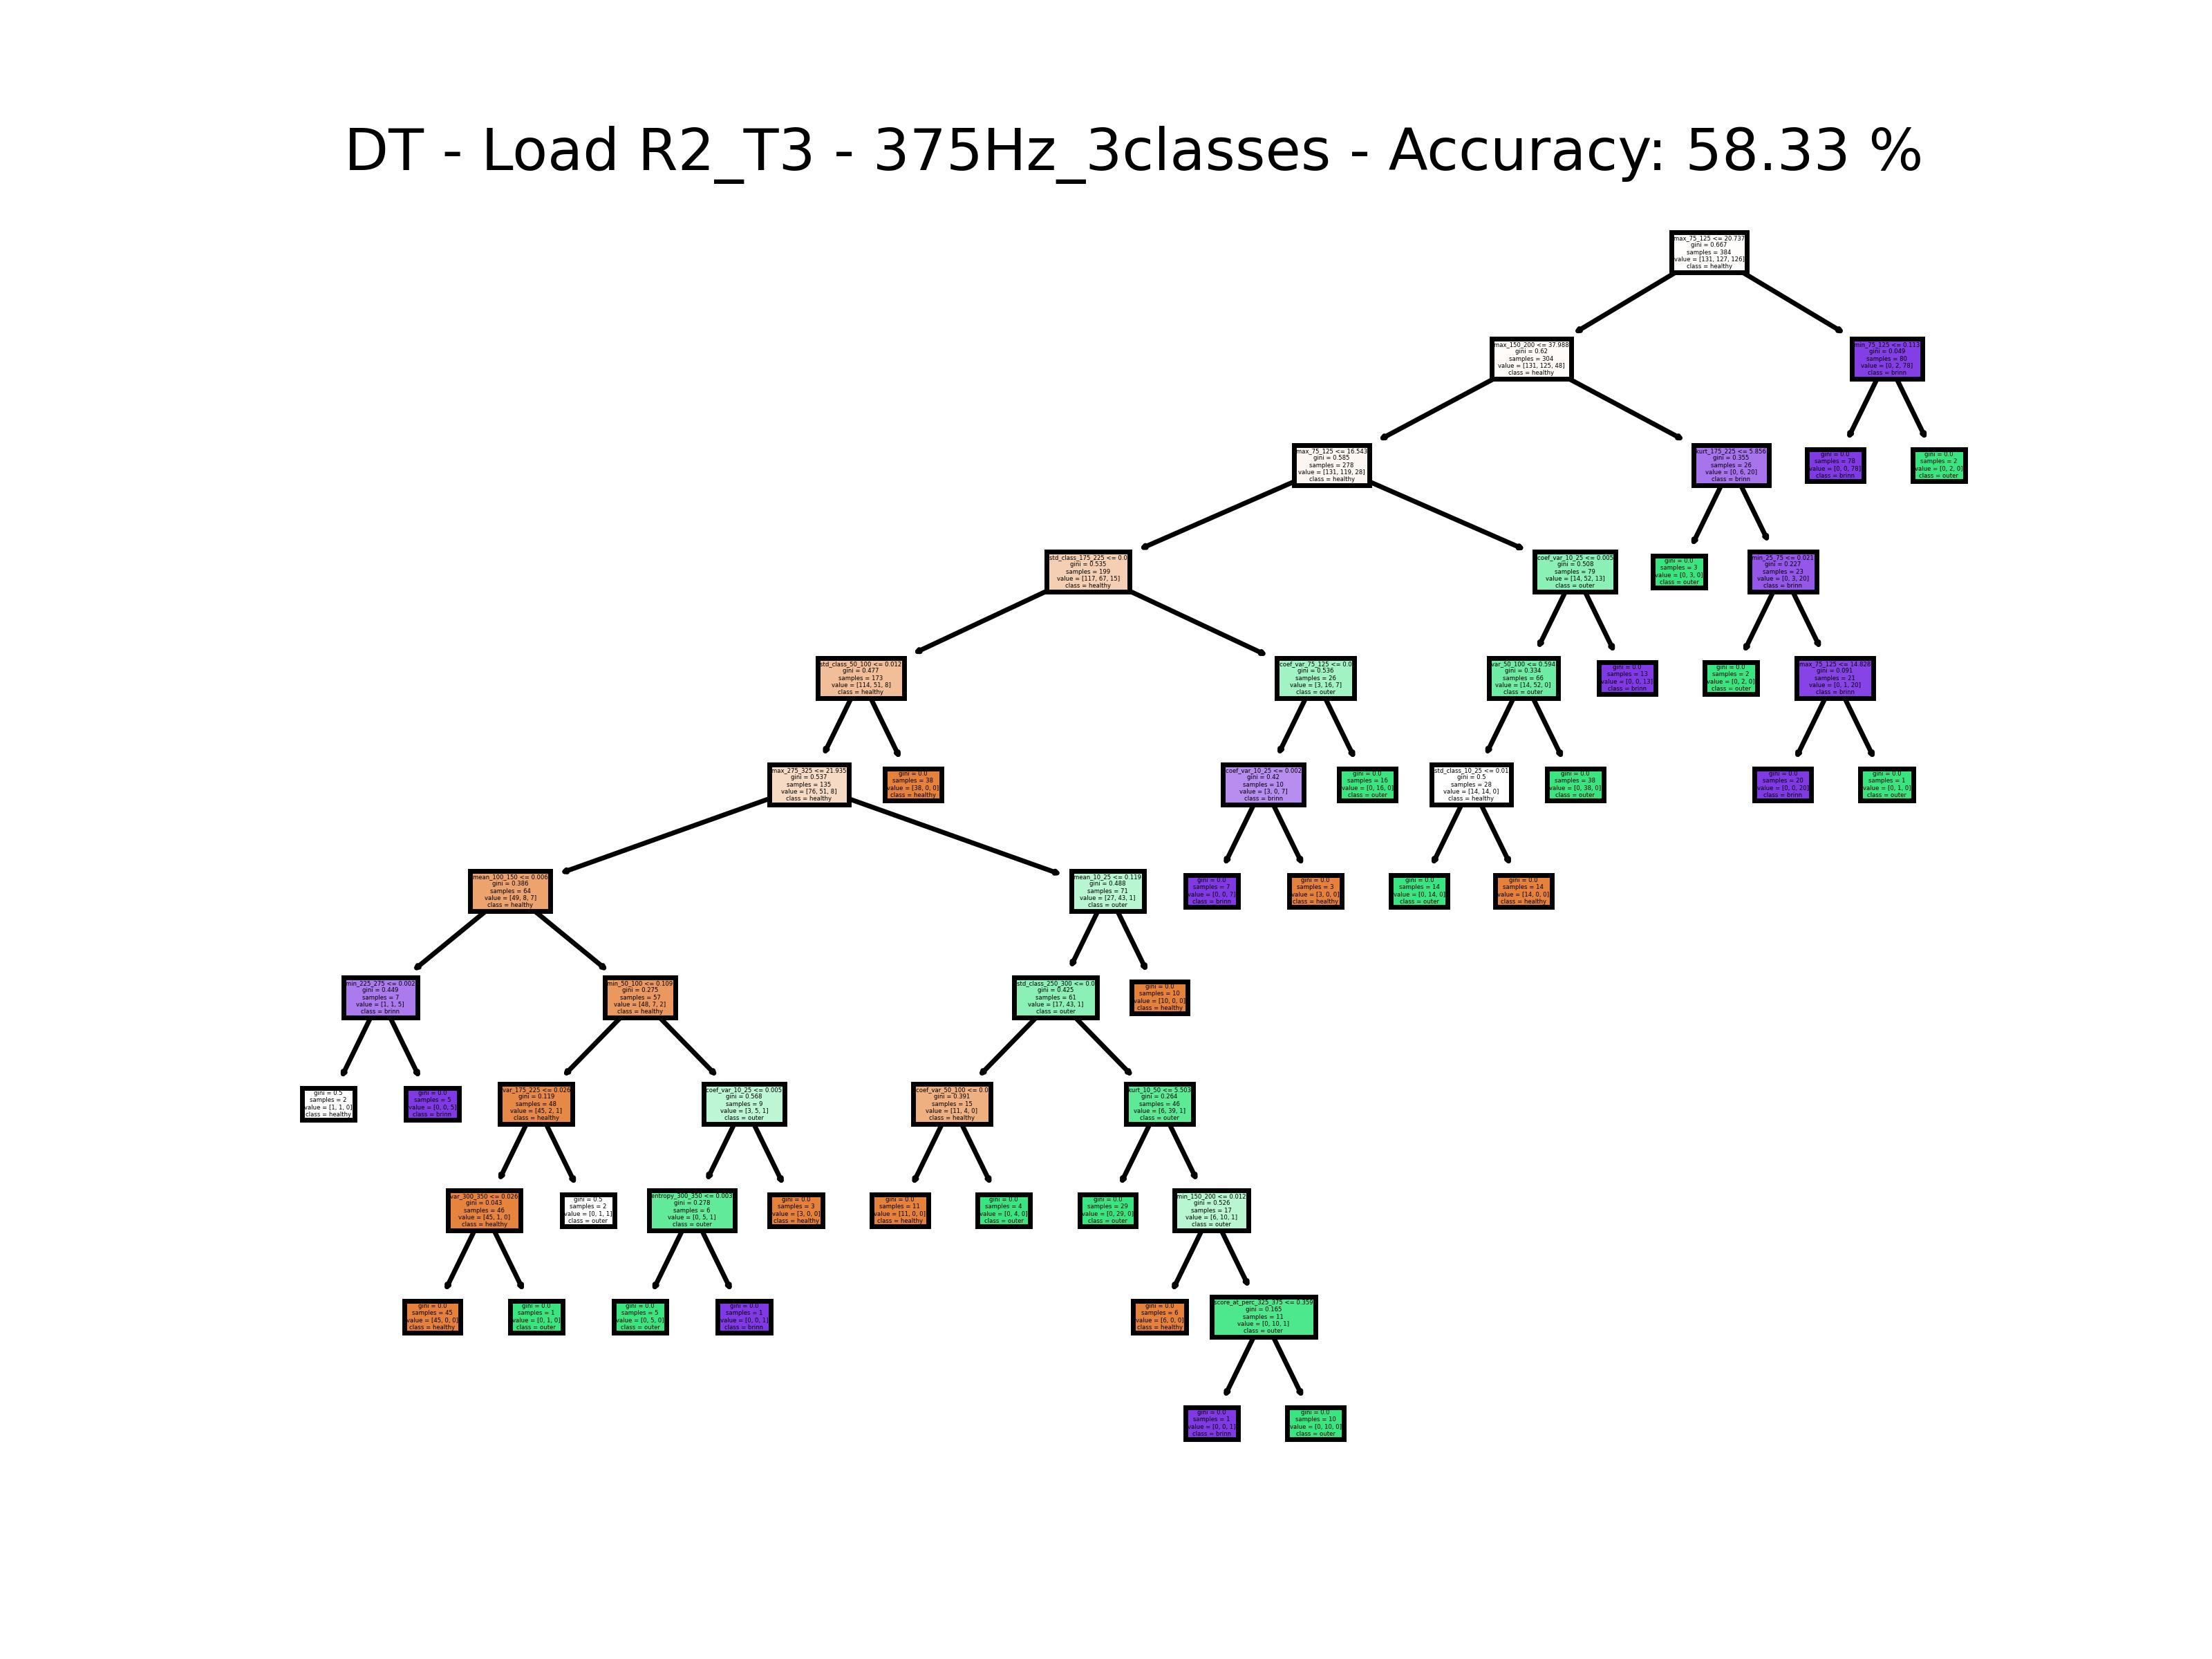 DT - Load R2_T3 - 375Hz_3classes - Accuracy: 58.33 %
max_75_125 <= 20.737
gini = 0.667
samples = 384
value = [131, 127, 126]
class = healthy
max_150_200 <= 37.988
gini = 0.62
samples = 304
value = [131, 125, 48]
class = healthy
min_75_125 <= 0.113
gini = 0.049
samples = 80
value = [0, 2, 78]
class = brinn
max_75_125 <= 16.543
gini = 0.585
samples = 278
value = [131, 119, 28]
class = healthy
kurt_175_225 <= 5.856
gini = 0.355
samples = 26
value = [0, 6, 20]
class = brinn
gini = 0.0
samples = 78
value = [0, 0, 78]
class = brinn
gini = 0.0
samples = 2
value = [0, 2, 0]
class = outer
std_class_175_225 <= 0.0
gini = 0.535
samples = 199
value = [117, 67, 15]
class = healthy
coef_var_10_25 <= 0.005
gini = 0.508
samples = 79
value = [14, 52, 13]
class = outer
gini = 0.0
samples = 3
value = [0, 3, 0]
class = outer
min_25_75 <= 0.021
gini = 0.227
samples = 23
value = [0, 3, 20]
class = brinn
std_class_50_100 <= 0.012
gini = 0.477
samples = 173
value = [114, 51, 8]
class = healthy
coef_var_75_125 <= 0.0
gini = 0.536
samples = 26
value = [3, 16, 7]
class = outer
var_50_100 <= 0.594
gini = 0.334
samples = 66
value = [14, 52, 0]
class = outer
gini = 0.0
samples = 13
value = [0, 0, 13]
class = brinn
gini = 0.0
samples = 2
value = [0, 2, 0]
class = outer
max_75_125 <= 14.828
gini = 0.091
samples = 21
value = [0, 1, 20]
class = brinn
max_275_325 <= 21.935
gini = 0.537
samples = 135
value = [76, 51, 8]
class = healthy
gini = 0.0
samples = 38
value = [38, 0, 0]
class = healthy
coef_var_10_25 <= 0.002
gini = 0.42
samples = 10
value = [3, 0, 7]
class = brinn
gini = 0.0
samples = 16
value = [0, 16, 0]
class = outer
std_class_10_25 <= 0.01
gini = 0.5
samples = 28
value = [14, 14, 0]
class = healthy
gini = 0.0
samples = 38
value = [0, 38, 0]
class = outer
gini = 0.0
samples = 20
value = [0, 0, 20]
class = brinn
gini = 0.0
samples = 1
value = [0, 1, 0]
class = outer
mean_100_150 <= 0.006
gini = 0.386
samples = 64
value = [49, 8, 7]
class = healthy
mean_10_25 <= 0.119
gini = 0.488
samples = 71
value = [27, 43, 1]
class = outer
gini = 0.0
samples = 7
value = [0, 0, 7]
class = brinn
gini = 0.0
samples = 3
value = [3, 0, 0]
class = healthy
gini = 0.0
samples = 14
value = [0, 14, 0]
class = outer
gini = 0.0
samples = 14
value = [14, 0, 0]
class = healthy
min_225_275 <= 0.002
gini = 0.449
samples = 7
value = [1, 1, 5]
class = brinn
min_50_100 <= 0.109
gini = 0.275
samples = 57
value = [48, 7, 2]
class = healthy
std_class_250_300 <= 0.0
gini = 0.425
samples = 61
value = [17, 43, 1]
class = outer
gini = 0.0
samples = 10
value = [10, 0, 0]
class = healthy
gini = 0.5
samples = 2
value = [1, 1, 0]
class = healthy
gini = 0.0
samples = 5
value = [0, 0, 5]
class = brinn
var_175_225 <= 0.026
gini = 0.119
samples = 48
value = [45, 2, 1]
class = healthy
coef_var_10_25 <= 0.005
gini = 0.568
samples = 9
value = [3, 5, 1]
class = outer
coef_var_50_100 <= 0.0
gini = 0.391
samples = 15
value = [11, 4, 0]
class = healthy
kurt_10_50 <= 5.503
gini = 0.264
samples = 46
value = [6, 39, 1]
class = outer
var_300_350 <= 0.026
gini = 0.043
samples = 46
value = [45, 1, 0]
class = healthy
gini = 0.5
samples = 2
value = [0, 1, 1]
class = outer
entropy_300_350 <= 0.003
gini = 0.278
samples = 6
value = [0, 5, 1]
class = outer
gini = 0.0
samples = 3
value = [3, 0, 0]
class = healthy
gini = 0.0
samples = 11
value = [11, 0, 0]
class = healthy
gini = 0.0
samples = 4
value = [0, 4, 0]
class = outer
gini = 0.0
samples = 29
value = [0, 29, 0]
class = outer
min_150_200 <= 0.012
gini = 0.526
samples = 17
value = [6, 10, 1]
class = outer
gini = 0.0
samples = 45
value = [45, 0, 0]
class = healthy
gini = 0.0
samples = 1
value = [0, 1, 0]
class = outer
gini = 0.0
samples = 5
value = [0, 5, 0]
class = outer
gini = 0.0
samples = 1
value = [0, 0, 1]
class = brinn
gini = 0.0
samples = 6
value = [6, 0, 0]
class = healthy
score_at_perc_325_375 <= 0.359
gini = 0.165
samples = 11
value = [0, 10, 1]
class = outer
gini = 0.0
samples = 1
value = [0, 0, 1]
class = brinn
gini = 0.0
samples = 10
value = [0, 10, 0]
class = outer